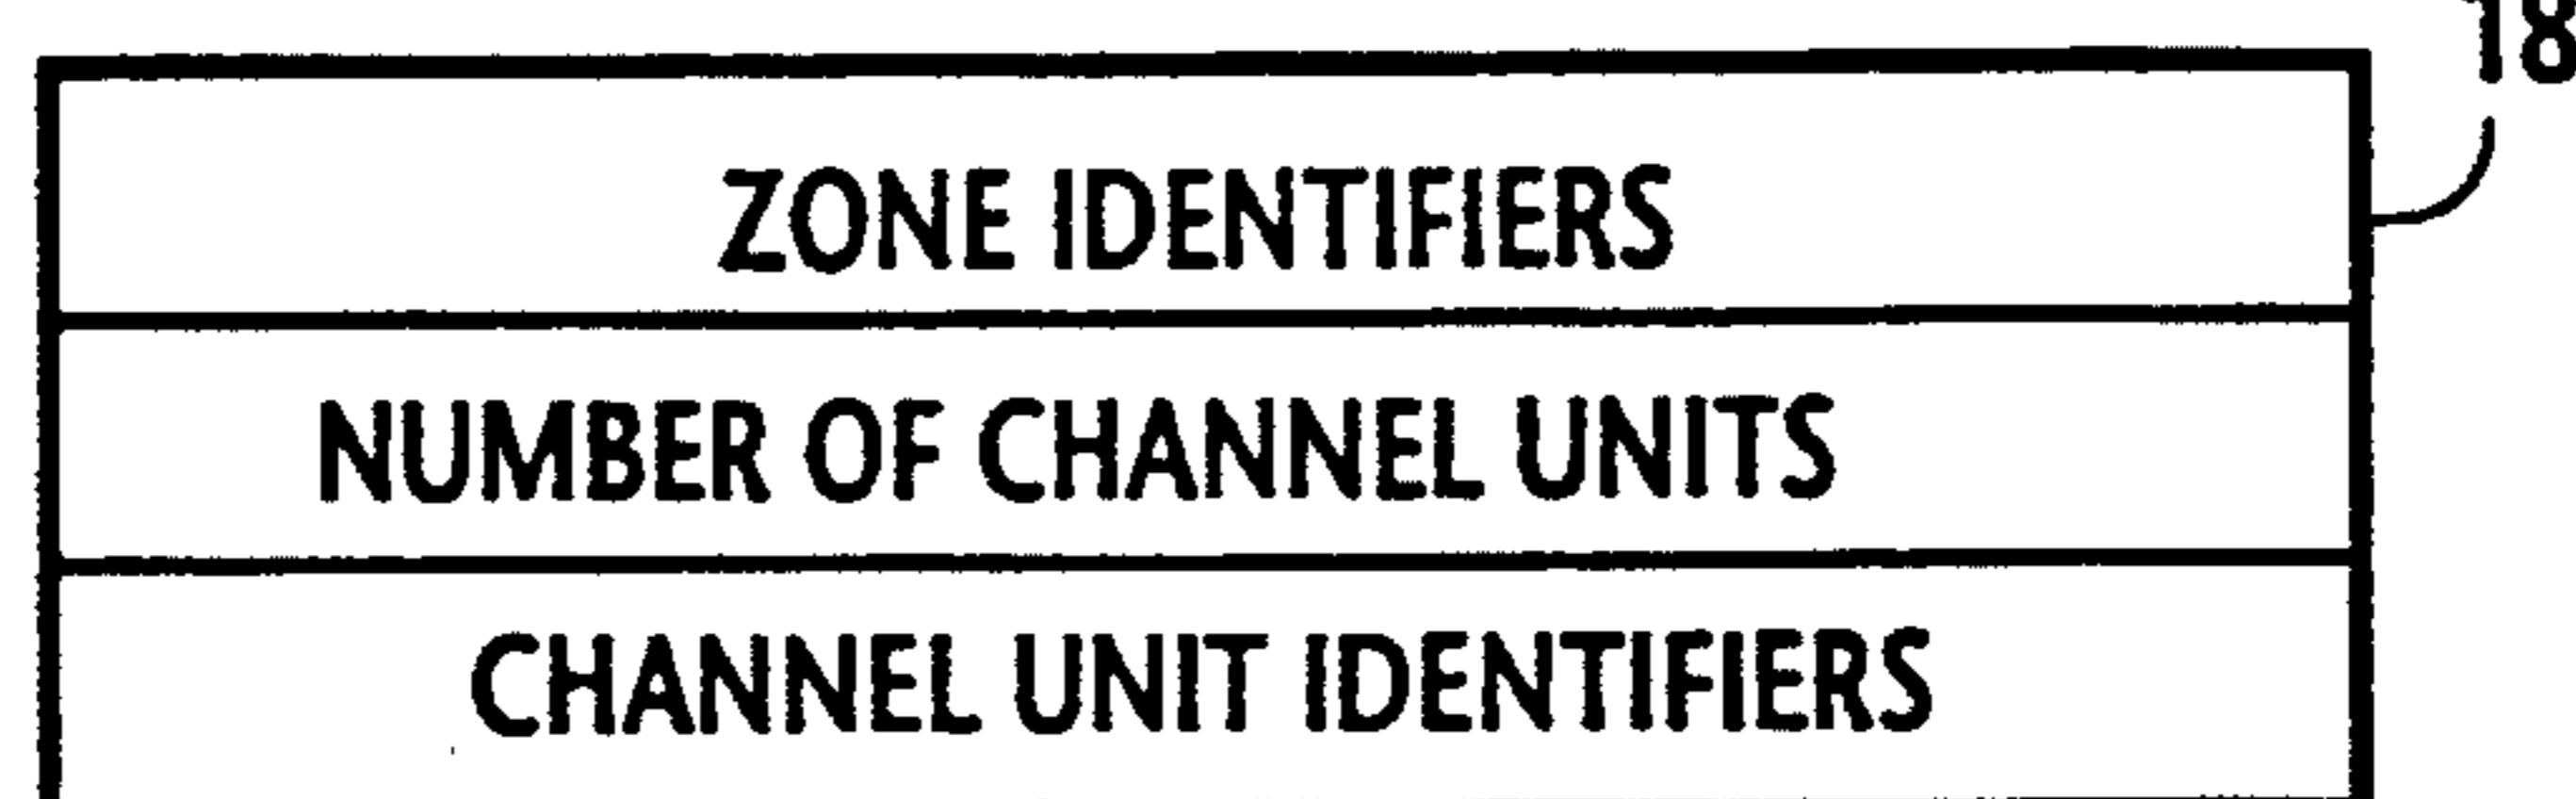 ZONE IDENTIFIERS
NUMBER OF CHANNEL UNITS
CHANNEL UNIT IDENTIFIERS